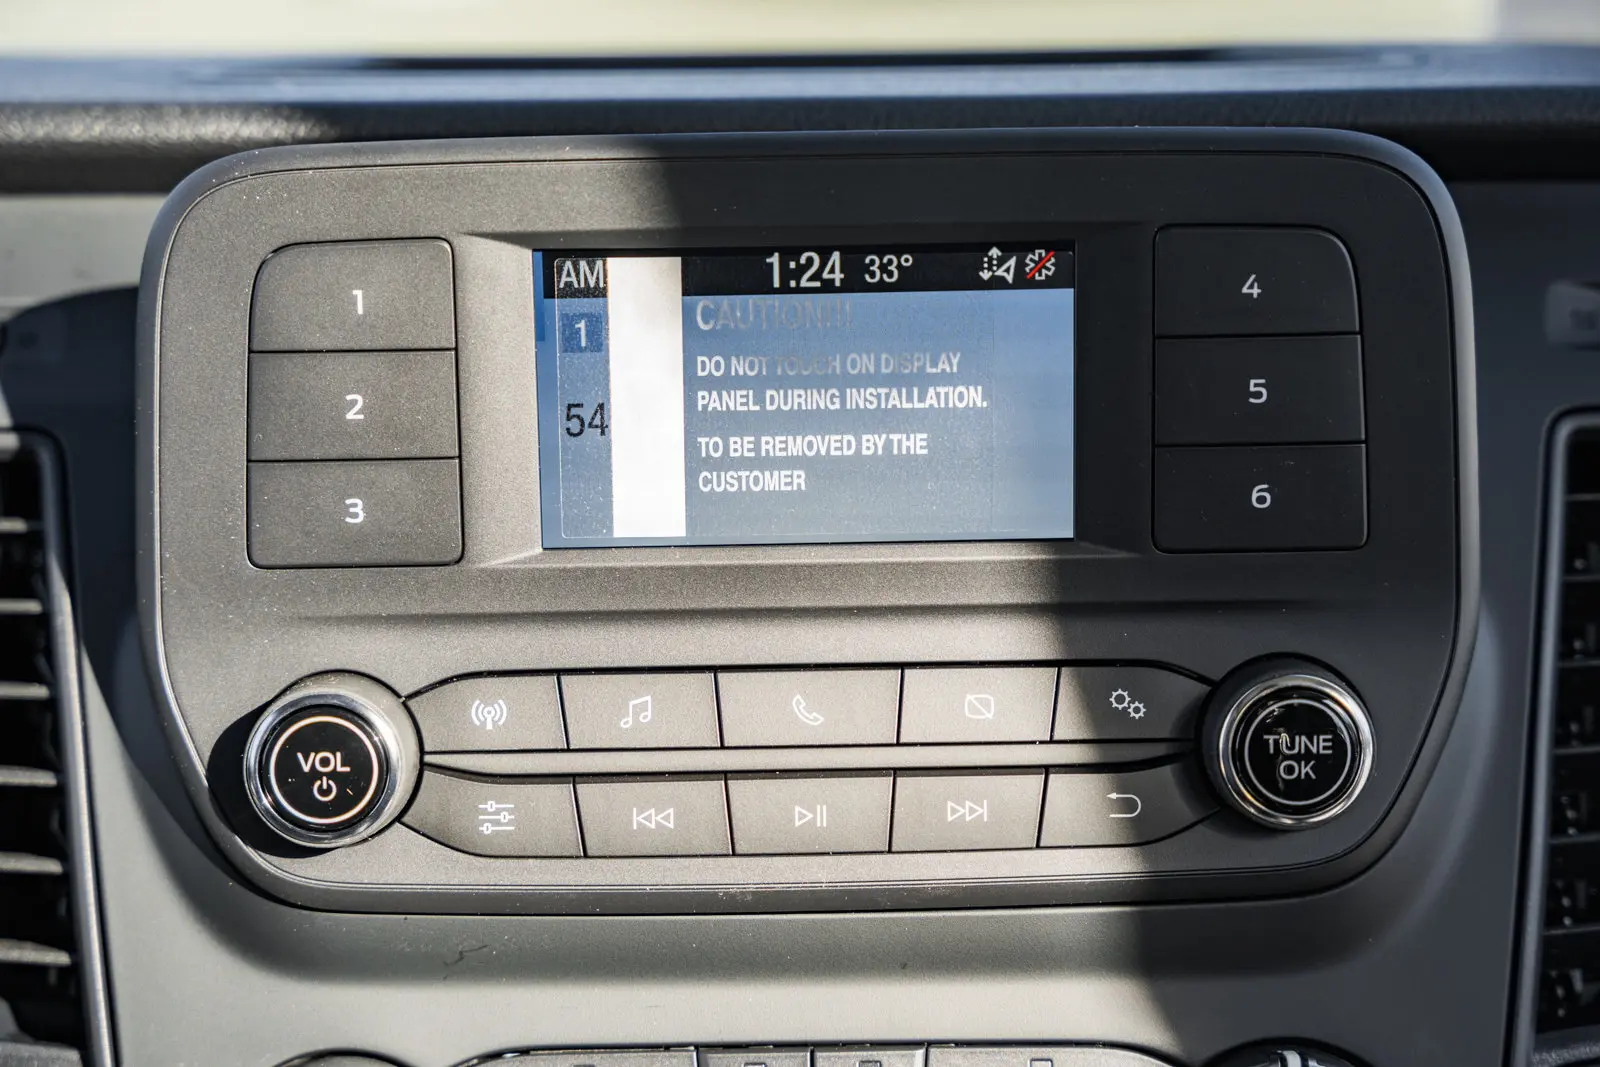 AM 1:24 33°
1
54
CAUTION!!!
DO NOT TOUCH ON DISPLAY
PANEL DURING INSTALLATION.
TO BE REMOVED BY THE
CUSTOMER
1
2
3
4
5
6
VOL
TUNE
OK